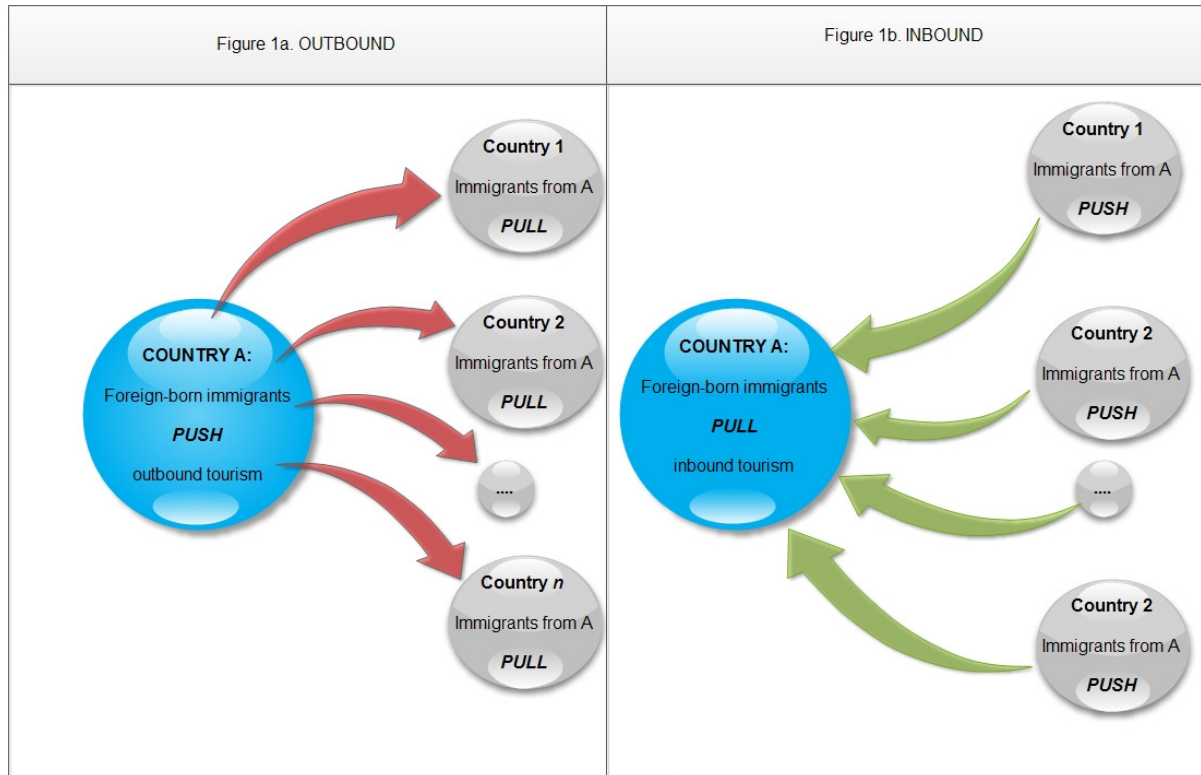 Figure 1a. OUTBOUND
Country 1
Immigrants from A
PULL
COUNTRY A:
Foreign-born immigrants
PUSH
outbound tourism
Country 2
Immigrants from A
PULL
....
Country n
Immigrants from A
PULL
Figure 1b. INBOUND
Country 1
Immigrants from A
PUSH
COUNTRY A:
Foreign-born immigrants
PULL
inbound tourism
Country 2
Immigrants from A
PUSH
....
Country 2
Immigrants from A
PUSH